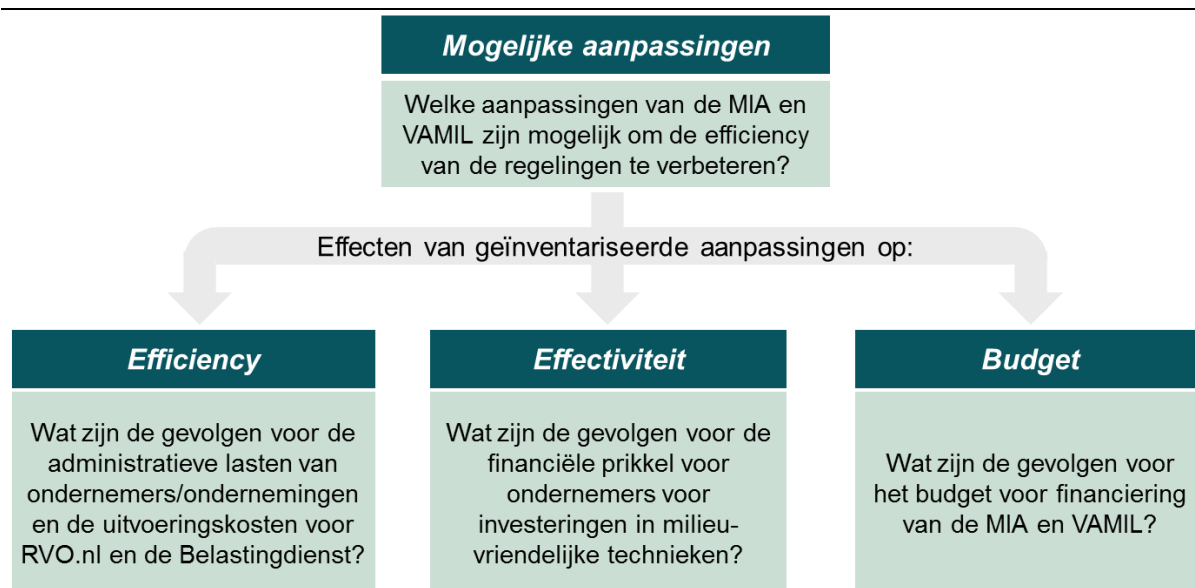 Mogelijke aanpassingen
Welke aanpassingen van de MIA en
VAMIL zijn mogelijk om de efficiency
van de regelingen te verbeteren?
Effecten van geïnventariseerde aanpassingen op:
Efficiency
Wat zijn de gevolgen voor de
administratieve lasten van
ondernemers/ondernemingen
en de uitvoeringskosten voor
RVO.nl en de Belastingdienst?
Effectiviteit
Wat zijn de gevolgen voor de
financiële prikkel voor
ondernemers voor
investeringen in milieu-
vriendelijke technieken?
Budget
Wat zijn de gevolgen voor
het budget voor financiering
van de MIA en VAMIL?